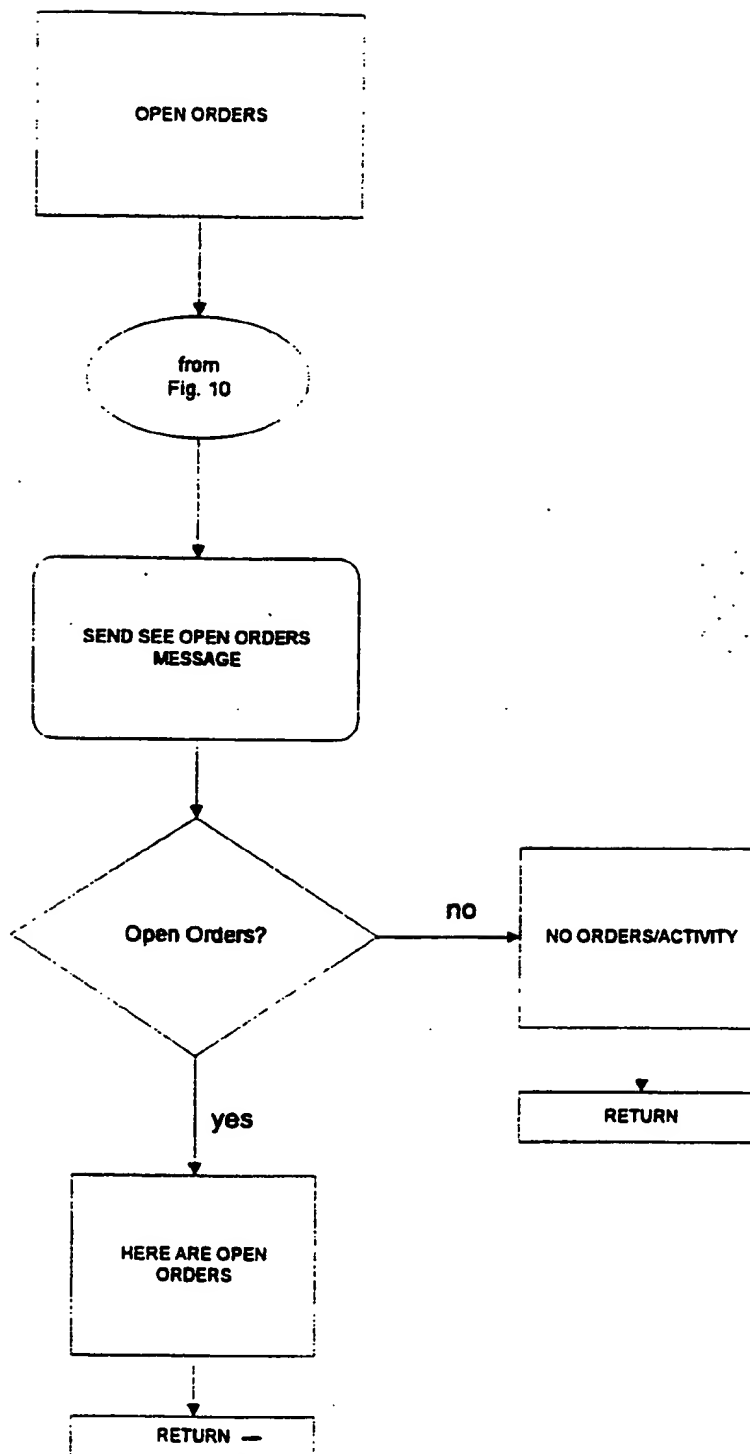 OPEN ORDERS
from
Fig. 10
SEND SEE OPEN ORDERS
MESSAGE
Open Orders?
no
NO ORDERS/ACTIVITY
RETURN
yes
HERE ARE OPEN
ORDERS
RETURN